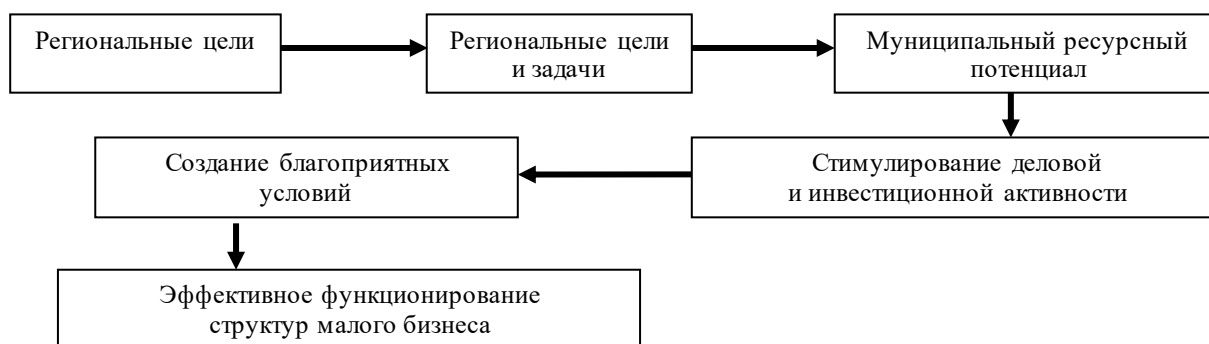 Региональные цели
Региональные цели
и задачи
Муниципальный ресурсный
потенциал
Стимулирование деловой
и инвестиционной активности
Создание благоприятных
условий
Эффективное функционирование
структур малого бизнеса